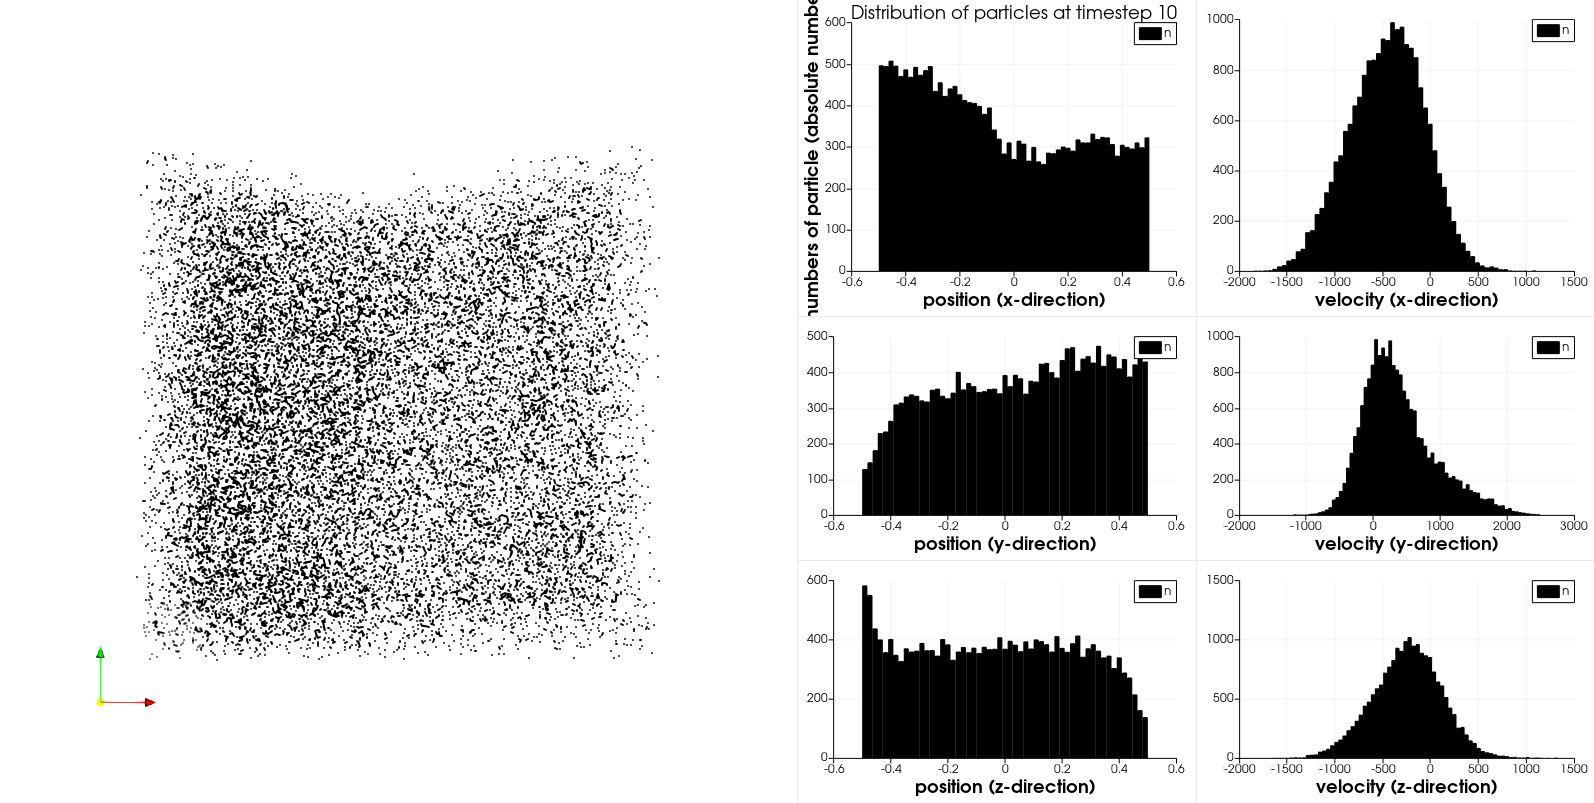 Distribution of particles at timestep 10
numbers of particle (absolute numbe
600
500
400
300
200
100
0
-0.6 -0.4 -0.2 0 0.2 0.4 0.6
position (x-direction)
n
1000
800
600
400
200
0
-2000 -1500 -1000 -500 0 500 1000 1500
velocity (x-direction)
n
500
400
300
200
100
0
-0.6 -0.4 -0.2 0 0.2 0.4 0.6
position (y-direction)
n
1000
800
600
400
200
0
-2000 -1000 0 1000 2000 3000
velocity (y-direction)
n
600
400
200
0
-0.6 -0.4 -0.2 0 0.2 0.4 0.6
position (z-direction)
n
1500
1000
500
0
-2000 -1500 -1000 -500 0 500 1000 1500
velocity (z-direction)
n